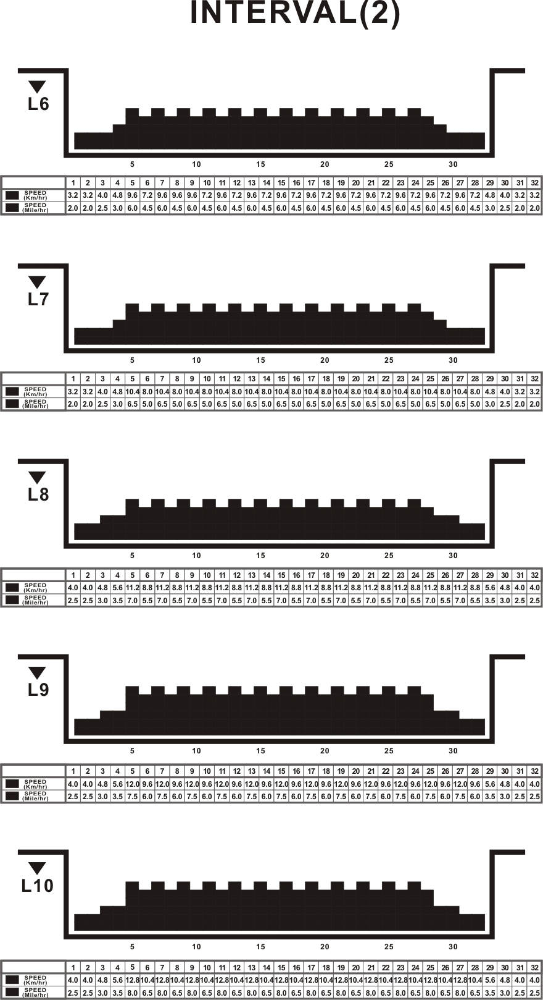 INTERVAL(2)
L6
5 10 15 20 25 30
1 2 3 4 5 6 7 8 9 10 11 12 13 14 15 16 17 18 19 20 21 22 23 24 25 26 27 28 29 30 31 32
SPEED (Km/hr) 3.2 3.2 4.0 4.8 9.6 7.2 9.6 9.6 9.6 7.2 9.6 7.2 9.6 7.2 9.6 7.2 9.6 7.2 9.6 7.2 9.6 7.2 9.6 7.2 9.6 7.2 9.6 7.2 4.8 4.0 3.2 3.2
SPEED (Mile/hr) 2.0 2.0 2.5 3.0 6.0 4.5 6.0 4.5 6.0 4.5 6.0 4.5 6.0 4.5 6.0 4.5 6.0 4.5 6.0 4.5 6.0 4.5 6.0 4.5 6.0 4.5 6.0 4.5 3.0 2.5 2.0 2.0
L7
5 10 15 20 25 30
1 2 3 4 5 6 7 8 9 10 11 12 13 14 15 16 17 18 19 20 21 22 23 24 25 26 27 28 29 30 31 32
SPEED (Km/hr) 3.2 3.2 4.0 4.8 10.4 8.0 10.4 8.0 10.4 8.0 10.4 8.0 10.4 8.0 10.4 8.0 10.4 8.0 10.4 8.0 10.4 8.0 10.4 8.0 10.4 8.0 10.4 8.0 4.8 4.0 3.2 3.2
SPEED (Mile/hr) 2.0 2.0 2.5 3.0 6.5 5.0 6.5 5.0 6.5 5.0 6.5 5.0 6.5 5.0 6.5 5.0 6.5 5.0 6.5 5.0 6.5 5.0 6.5 5.0 6.5 5.0 6.5 5.0 3.0 2.5 2.0 2.0
L8
5 10 15 20 25 30
1 2 3 4 5 6 7 8 9 10 11 12 13 14 15 16 17 18 19 20 21 22 23 24 25 26 27 28 29 30 31 32
SPEED (Km/hr) 4.0 4.0 4.8 5.6 11.2 8.8 11.2 8.8 11.2 8.8 11.2 8.8 11.2 8.8 11.2 8.8 11.2 8.8 11.2 8.8 11.2 8.8 11.2 8.8 11.2 8.8 11.2 8.8 5.6 4.8 4.0 4.0
SPEED (Mile/hr) 2.5 2.5 3.0 3.5 7.0 5.5 7.0 5.5 7.0 5.5 7.0 5.5 7.0 5.5 7.0 5.5 7.0 5.5 7.0 5.5 7.0 5.5 7.0 5.5 7.0 5.5 7.0 5.5 3.5 3.0 2.5 2.5
L9
5 10 15 20 25 30
1 2 3 4 5 6 7 8 9 10 11 12 13 14 15 16 17 18 19 20 21 22 23 24 25 26 27 28 29 30 31 32
SPEED (Km/hr) 4.0 4.0 4.8 5.6 12.0 9.6 12.0 9.6 12.0 9.6 12.0 9.6 12.0 9.6 12.0 9.6 12.0 9.6 12.0 9.6 12.0 9.6 12.0 9.6 12.0 9.6 12.0 9.6 5.6 4.8 4.0 4.0
SPEED (Mile/hr) 2.5 2.5 3.0 3.5 7.5 6.0 7.5 6.0 7.5 6.0 7.5 6.0 7.5 6.0 7.5 6.0 7.5 6.0 7.5 6.0 7.5 6.0 7.5 6.0 7.5 6.0 7.5 6.0 3.5 3.0 2.5 2.5
L10
5 10 15 20 25 30
1 2 3 4 5 6 7 8 9 10 11 12 13 14 15 16 17 18 19 20 21 22 23 24 25 26 27 28 29 30 31 32
SPEED (Km/hr) 4.0 4.0 4.8 5.6 12.8 10.4 12.8 10.4 12.8 10.4 12.8 10.4 12.8 10.4 12.8 10.4 12.8 10.4 12.8 10.4 12.8 10.4 12.8 10.4 12.8 10.4 12.8 10.4 5.6 4.8 4.0 4.0
SPEED (Mile/hr) 2.5 2.5 3.0 3.5 8.0 6.5 8.0 6.5 8.0 6.5 8.0 6.5 8.0 6.5 8.0 6.5 8.0 6.5 8.0 6.5 8.0 6.5 8.0 6.5 8.0 6.5 8.0 6.5 3.5 3.0 2.5 2.5